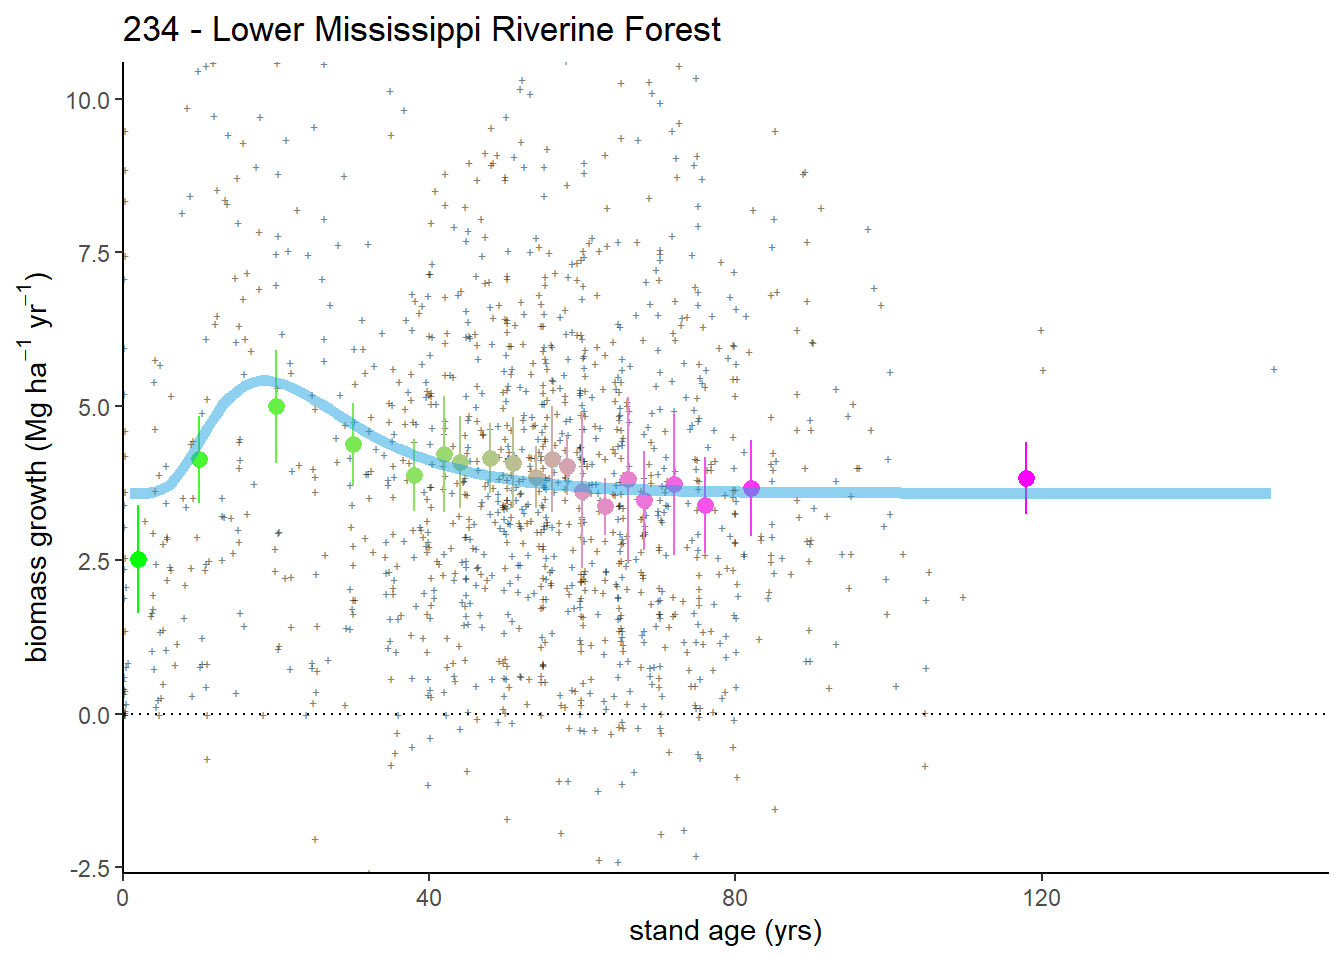 234 - Lower Mississippi Riverine Forest
biomass growth (Mg ha⁻¹ yr⁻¹)
10.0
7.5
5.0
2.5
0.0
-2.5
0 40 80 120
stand age (yrs)